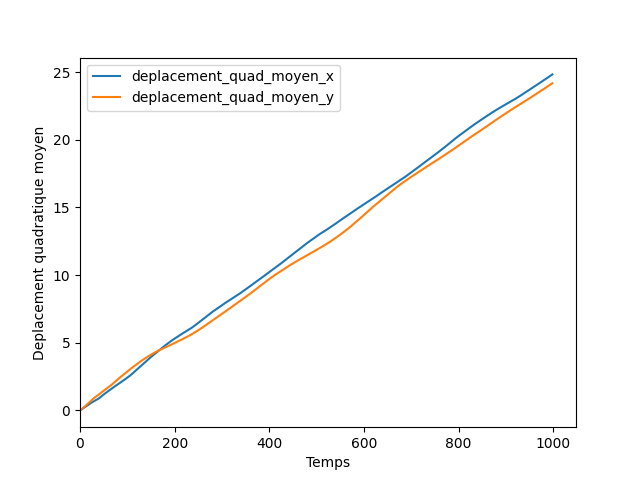 deplacement_quad_moyen_x
deplacement_quad_moyen_y
Deplacement quadratique moyen
25
20
15
10
5
0
0 200 400 600 800 1000
Temps